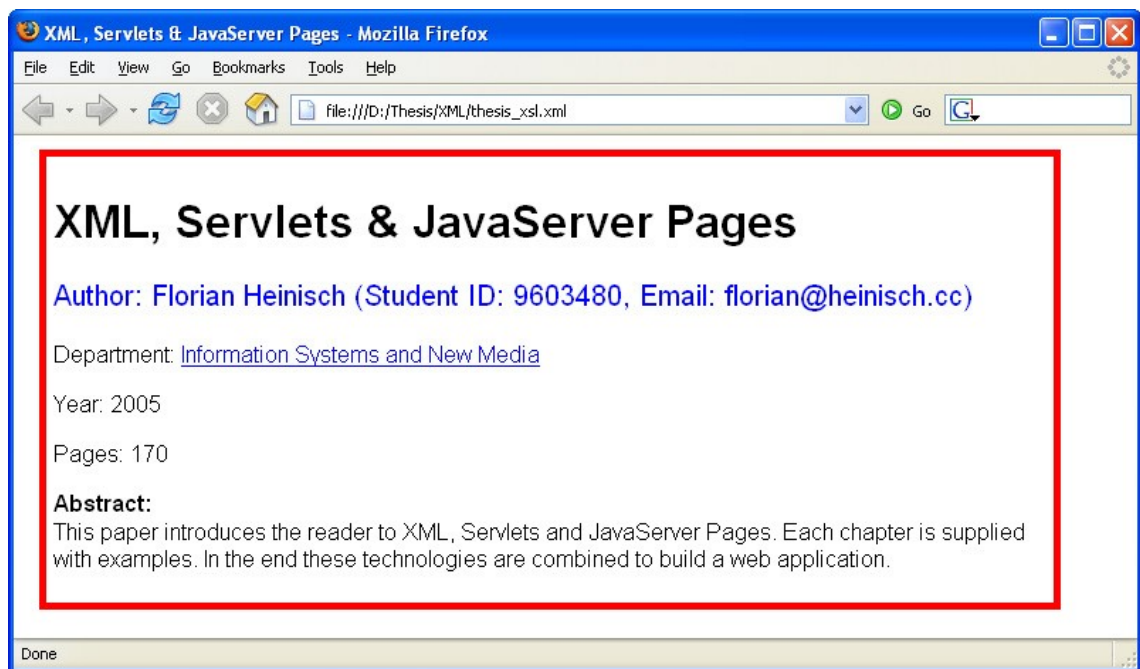 XML, Servlets & JavaServer Pages - Mozilla Firefox
File Edit View Go Bookmarks Tools Help
file:///D:/Thesis/XML/thesis_xsl.xml Go G
XML, Servlets & JavaServer Pages
Author: Florian Heinisch (Student ID: 9603480, Email: florian@heinisch.cc)
Department: Information Systems and New Media
Year: 2005
Pages: 170
Abstract:
This paper introduces the reader to XML, Servlets and JavaServer Pages. Each chapter is supplied
with examples. In the end these technologies are combined to build a web application.
Done